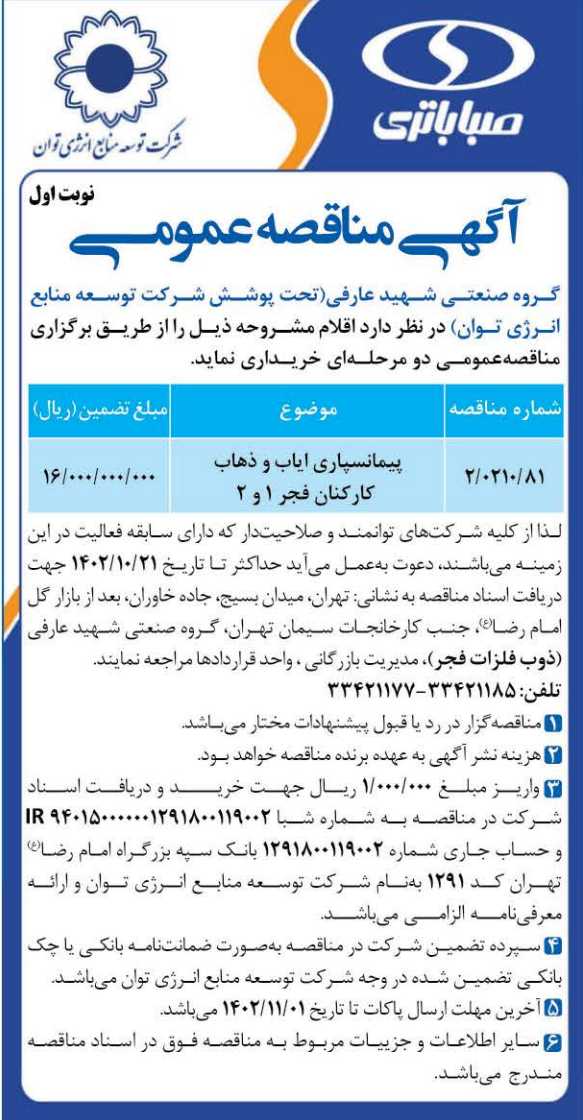 صباباتری
شرکت توسعه منابع انرژی توان
نوبت اول
آگهی مناقصه عمومی
گروه صنعتی شهید عارفی(تحت پوشش شرکت توسعه منابع
انرژی توان) در نظر دارد اقلام مشروحه ذیل را از طریق برگزاری
مناقصه‌عمومی دو مرحله‌ای خریداری نماید.
شماره مناقصه موضوع مبلغ تضمین(ریال)
۲/۰۲۱۰/۸۱ پیمانسپاری ایاب و ذهاب ۱۶/۰۰۰/۰۰۰/۰۰۰
کارکنان فجر ۱ و ۲
لذا از کلیه شرکت‌های توانمند و صلاحیت‌دار که دارای سابقه فعالیت در این
زمینه می‌باشند، دعوت به‌عمل می‌آید حداکثر تا تاریخ ۱۴۰۲/۱۰/۲۱ جهت
دریافت اسناد مناقصه به نشانی: تهران، میدان بسیج، جاده خاوران، بعد از بازار گل
امام رضا(ع)، جنب کارخانجات سیمان تهران، گروه صنعتی شهید عارفی
(ذوب فلزات فجر)، مدیریت بازرگانی ، واحد قراردادها مراجعه نمایند.
تلفن: ۳۳۴۲۱۱۸۵-۳۳۴۲۱۱۷۷
۱ مناقصه‌گزار در رد یا قبول پیشنهادات مختار می‌باشد.
۲ هزینه نشر آگهی به عهده برنده مناقصه خواهد بود.
۳ واریز مبلغ ۱/۰۰۰/۰۰۰ ریال جهت خرید و دریافت اسناد
شرکت در مناقصه به شماره شبا IR ۹۴۰۱۵۰۰۰۰۰۰۱۲۹۱۸۰۰۱۱۹۰۰۲
و حساب جاری شماره ۱۲۹۱۸۰۰۱۱۹۰۰۲ بانک سپه بزرگراه امام رضا(ع)
تهران کد ۱۲۹۱ به‌نام شرکت توسعه منابع انرژی توان و ارائه
معرفی‌نامه الزامی می‌باشد.
۴ سپرده تضمین شرکت در مناقصه به‌صورت ضمانت‌نامه بانکی یا چک
بانکی تضمین شده در وجه شرکت توسعه منابع انرژی توان می‌باشد.
۵ آخرین مهلت ارسال پاکات تا تاریخ ۱۴۰۲/۱۱/۰۱ می‌باشد.
۶ سایر اطلاعات و جزییات مربوط به مناقصه فوق در اسناد مناقصه
مندرج می‌باشد.